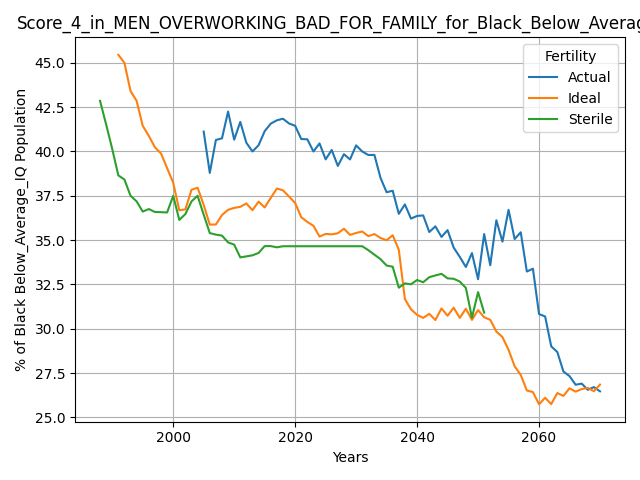 Score_4_in_MEN_OVERWORKING_BAD_FOR_FAMILY_for_Black_Below_Averag
Fertility
Actual
Ideal
Sterile
% of Black Below_Average_IQ Population
45.0
42.5
40.0
37.5
35.0
32.5
30.0
27.5
25.0
2000
2020
2040
2060
Years